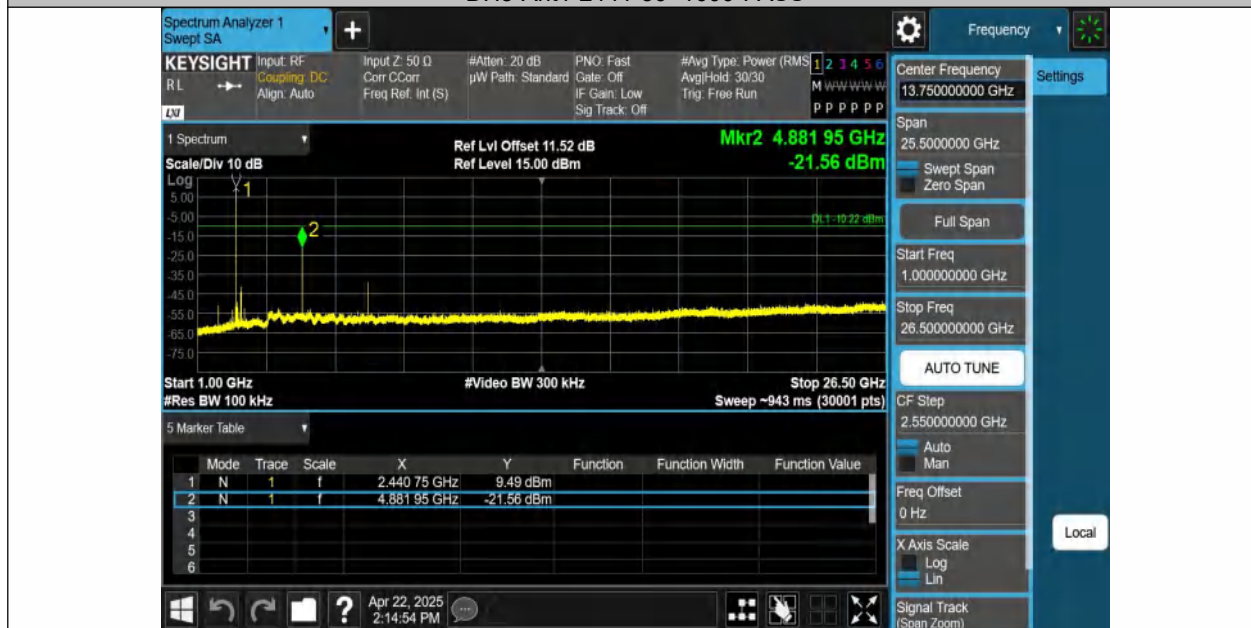 Spectrum Analyzer 1
Swept SA
Frequency
KEYSIGHT
RL
LXI
Input: RF
Coupling: DC
Align: Auto
Input Z: 50 Ω
Corr CCorr
Freq Ref: Int (S)
#Atten: 20 dB
µW Path: Standard
PNO: Fast
Gate: Off
IF Gain: Low
Sig Track: Off
#Avg Type: Power (RMS
Avg|Hold: 30/30
Trig: Free Run
1 2 3 4 5 6
M W W W W W
P P P P P P
1 Spectrum
Scale/Div 10 dB
Ref Lvl Offset 11.52 dB
Ref Level 15.00 dBm
Mkr2 4.881 95 GHz
-21.56 dBm
Log
5.00
-5.00
-15.0
-25.0
-35.0
-45.0
-55.0
-65.0
-75.0
1
2
DL1 -10.22 dBm
Start 1.00 GHz
#Res BW 100 kHz
#Video BW 300 kHz
Stop 26.50 GHz
Sweep ~943 ms (30001 pts)
5 Marker Table
Mode Trace Scale X Y Function Function Width Function Value
1 N 1 f 2.440 75 GHz 9.49 dBm
2 N 1 f 4.881 95 GHz -21.56 dBm
3
4
5
6
Apr 22, 2025
2:14:54 PM
Center Frequency
13.750000000 GHz
Span
25.5000000 GHz
Swept Span
Zero Span
Full Span
Start Freq
1.000000000 GHz
Stop Freq
26.500000000 GHz
AUTO TUNE
CF Step
2.550000000 GHz
Auto
Man
Freq Offset
0 Hz
X Axis Scale
Log
Lin
Signal Track
(Span Zoom)
Settings
Local